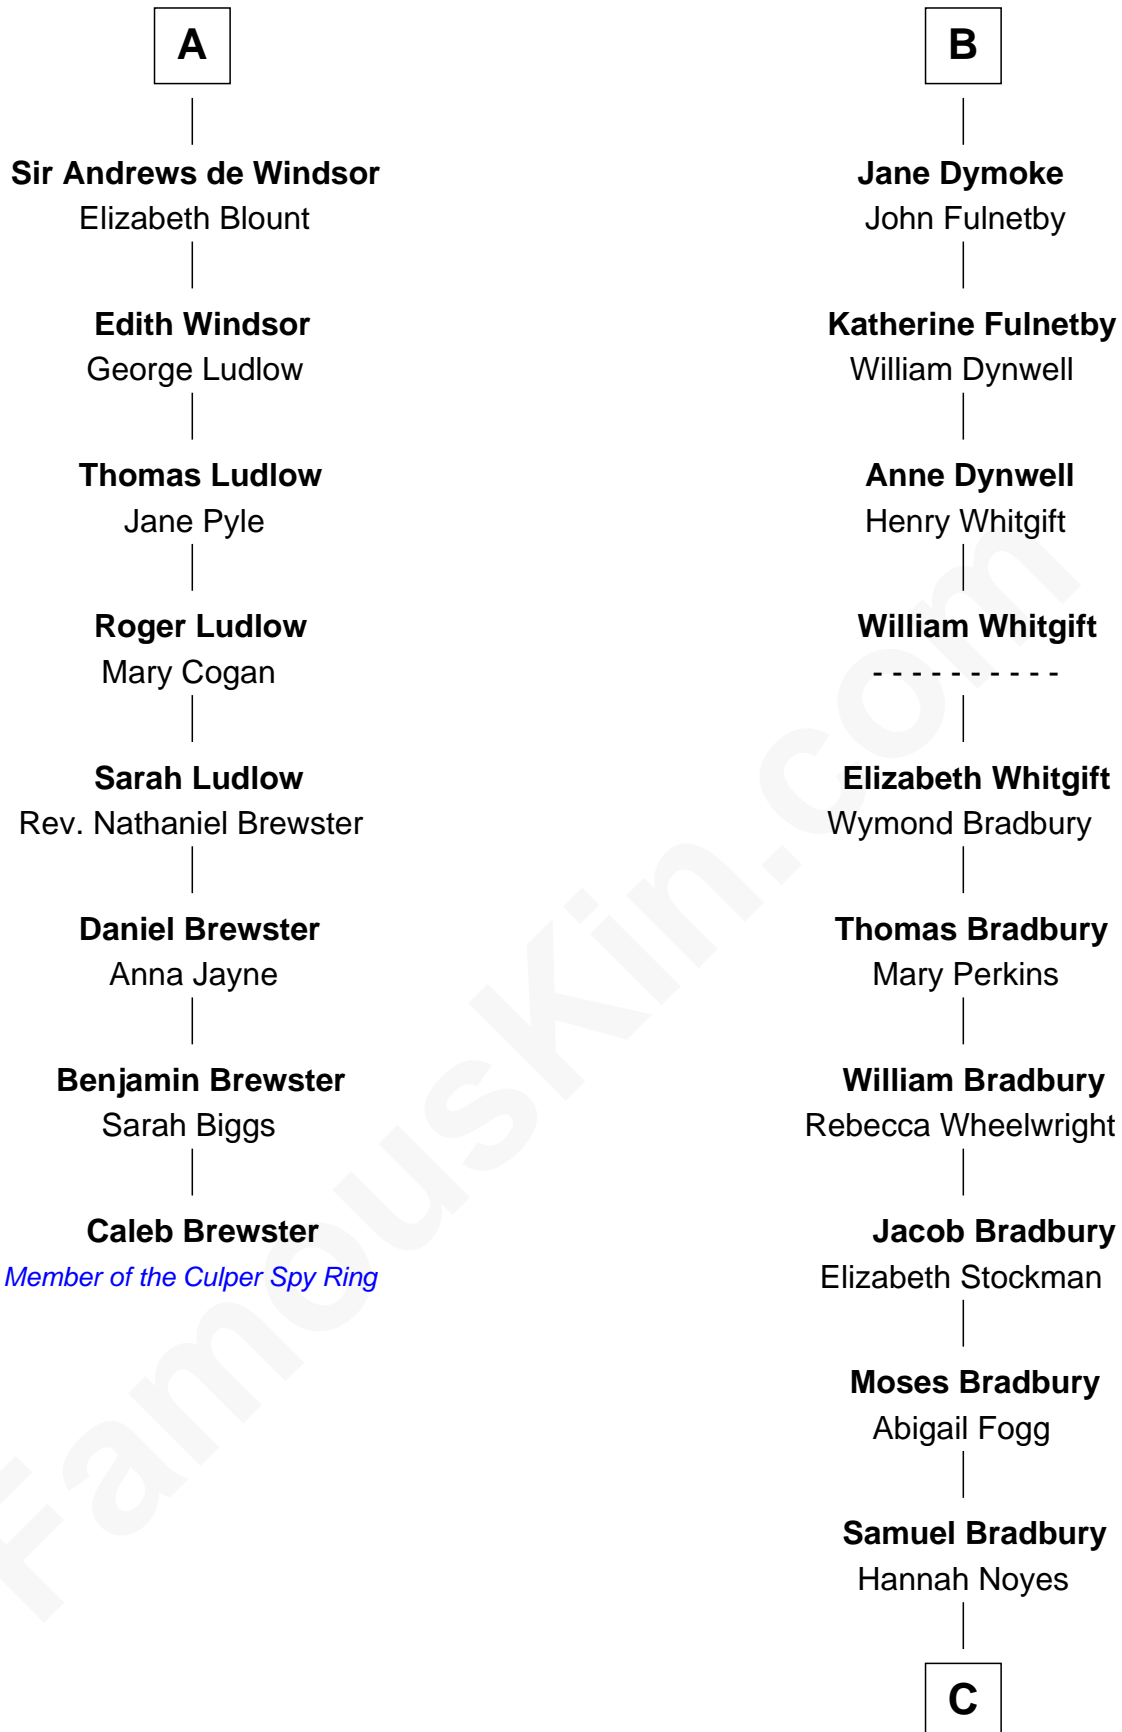 A
Sir Andrews de Windsor
Elizabeth Blount
Edith Windsor
George Ludlow
Thomas Ludlow
Jane Pyle
Roger Ludlow
Mary Cogan
Sarah Ludlow
Rev. Nathaniel Brewster
Daniel Brewster
Anna Jayne
Benjamin Brewster
Sarah Biggs
Caleb Brewster
Member of the Culper Spy Ring
B
Jane Dymoke
John Fulnetby
Katherine Fulnetby
William Dynwell
Anne Dynwell
Henry Whitgift
William Whitgift
- - - - - - - - - -
Elizabeth Whitgift
Wymond Bradbury
Thomas Bradbury
Mary Perkins
William Bradbury
Rebecca Wheelwright
Jacob Bradbury
Elizabeth Stockman
Moses Bradbury
Abigail Fogg
Samuel Bradbury
Hannah Noyes
C
FamousKin.com